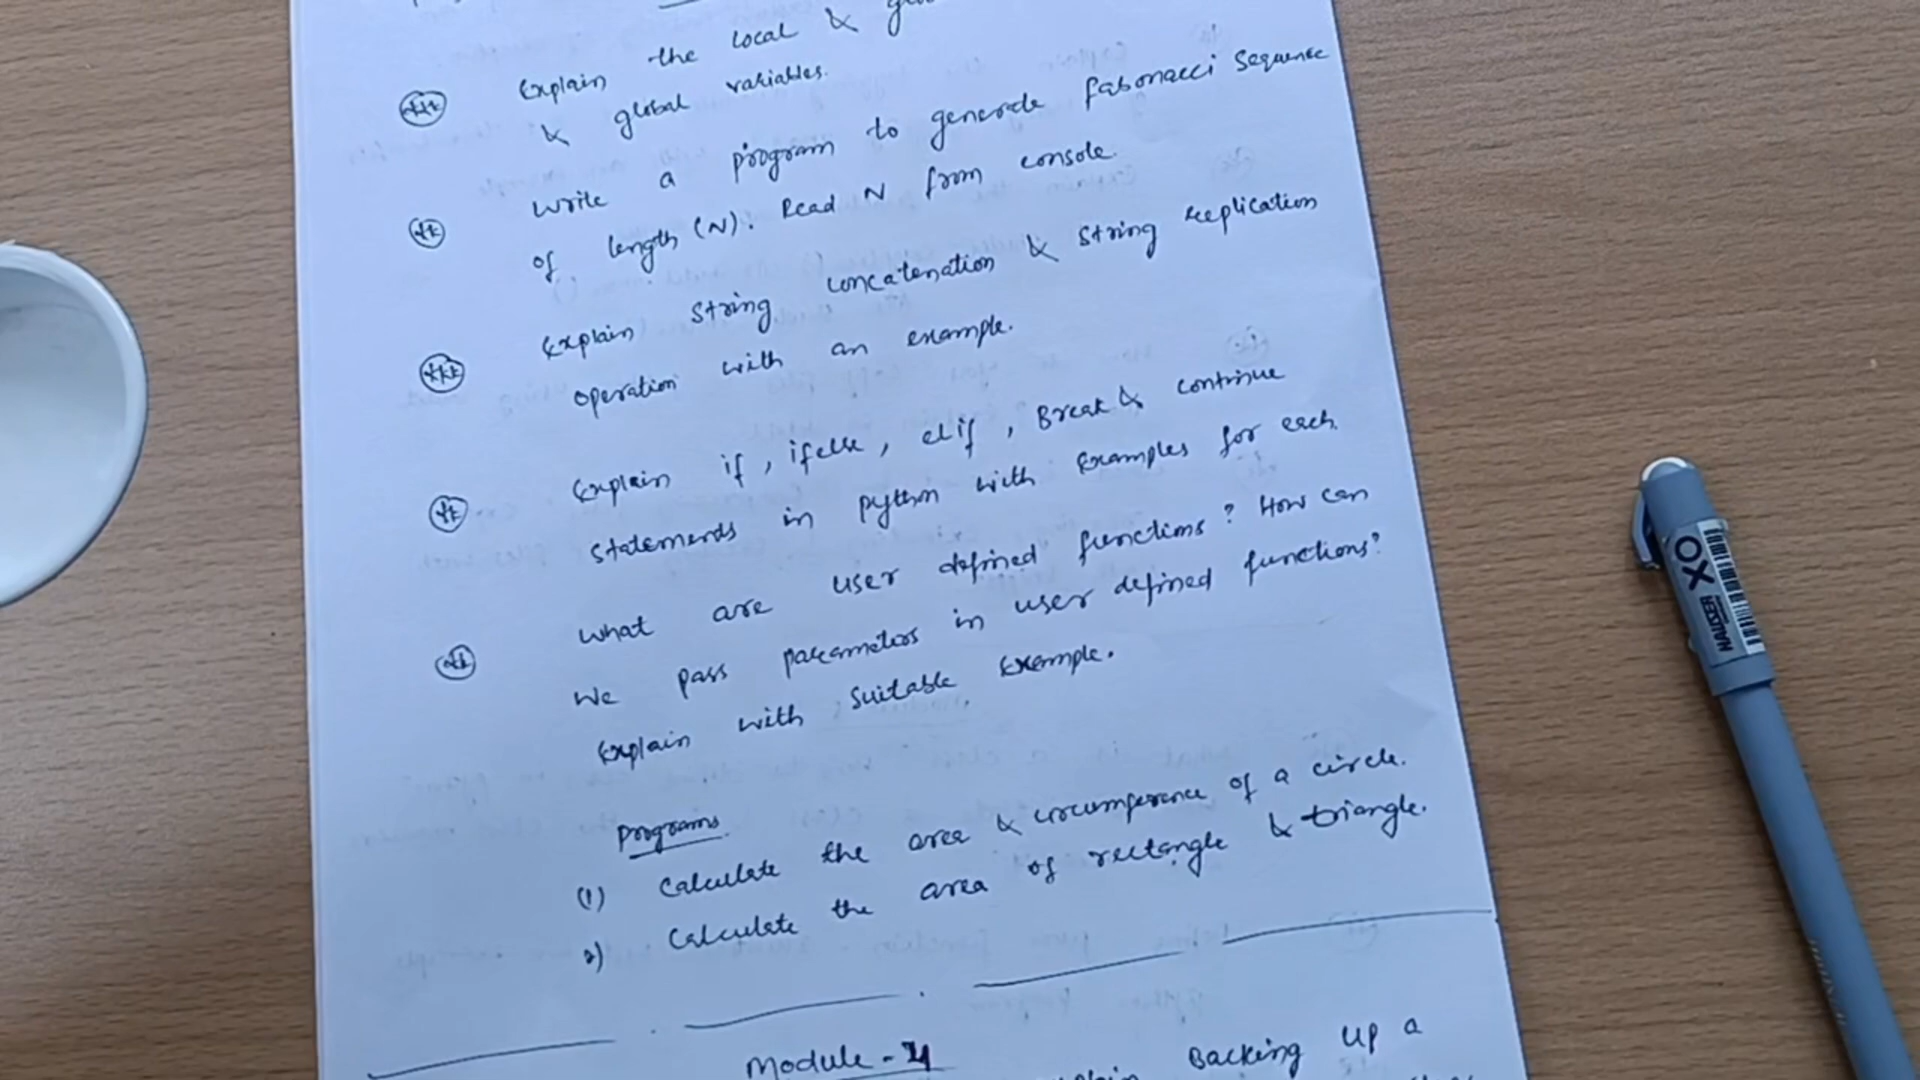 *** Explain the local &
& global variables.
** Write a program to generate fabonacci sequence
of length (N). Read N from console.
*** Explain string concatenation & string replication
operation with an example.
** Explain if, ifelse, elif, Break & continue
statements in python with Examples for each.
** What are user defined functions? How can
we pass parameters in user defined functions?
Explain with suitable Example.
Programs.
(1) Calculate the area & circumference of a circle.
2) Calculate the area of rectangle & triangle.
Module - 4
Backing up a
HAUSER
XO